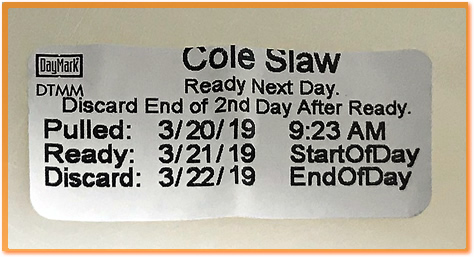 Cole Slaw
DayMark
DTMM
Ready Next Day.
Discard End of 2nd Day After Ready.
Pulled: 3/20/19 9:23 AM
Ready: 3/21/19 StartOfDay
Discard: 3/22/19 EndOfDay